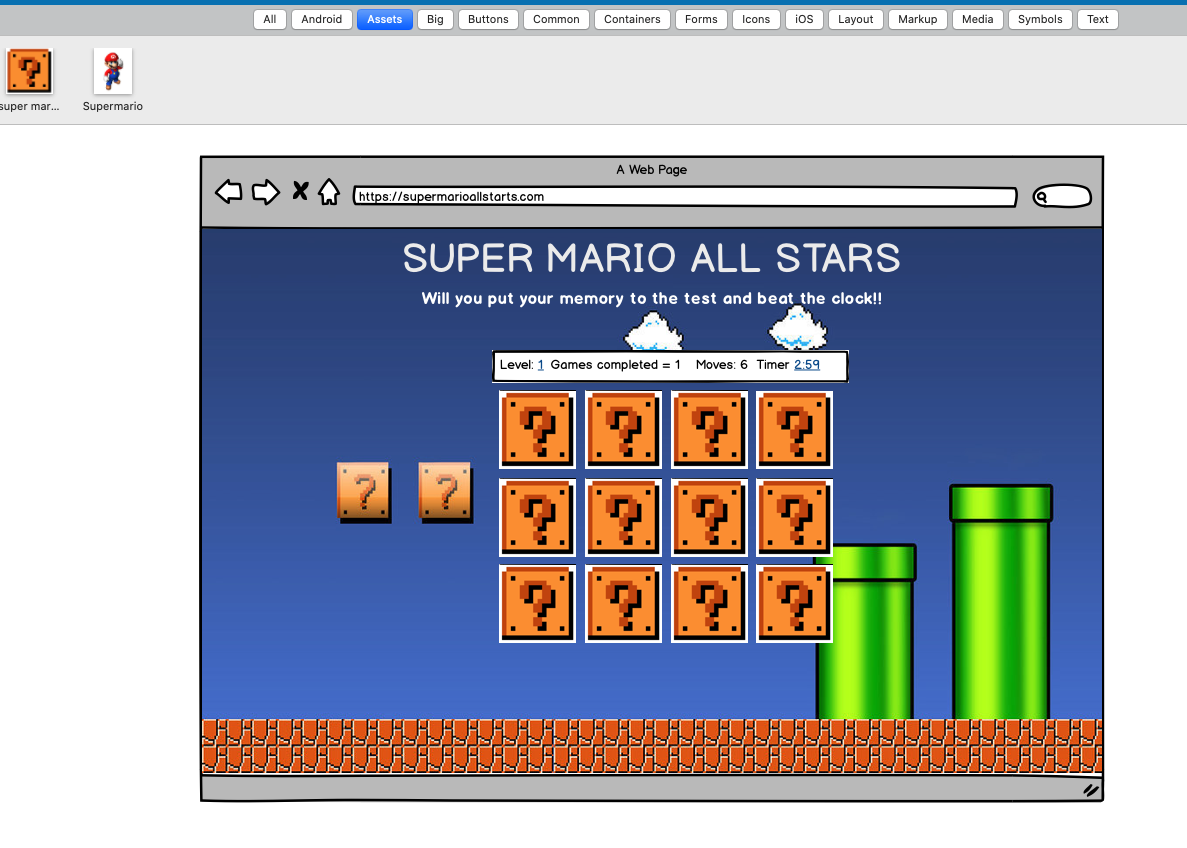 All Android Assets Big Buttons Common Containers Forms Icons iOS Layout Markup Media Symbols Text
super mar... Supermario
A Web Page
https://supermarioallstarts.com
SUPER MARIO ALL STARS
Will you put your memory to the test and beat the clock!!
Level: 1 Games completed = 1 Moves: 6 Timer 2:59
? ? ? ?
? ?
? ? ? ?
? ? ? ?